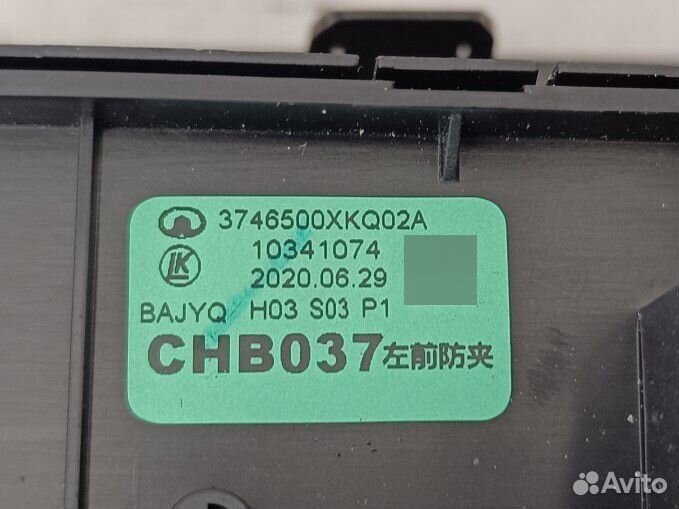 3746500XKQ02A
10341074
2020.06.29
BAJYQ H03 S03 P1
CHB037左前防夹
Avito